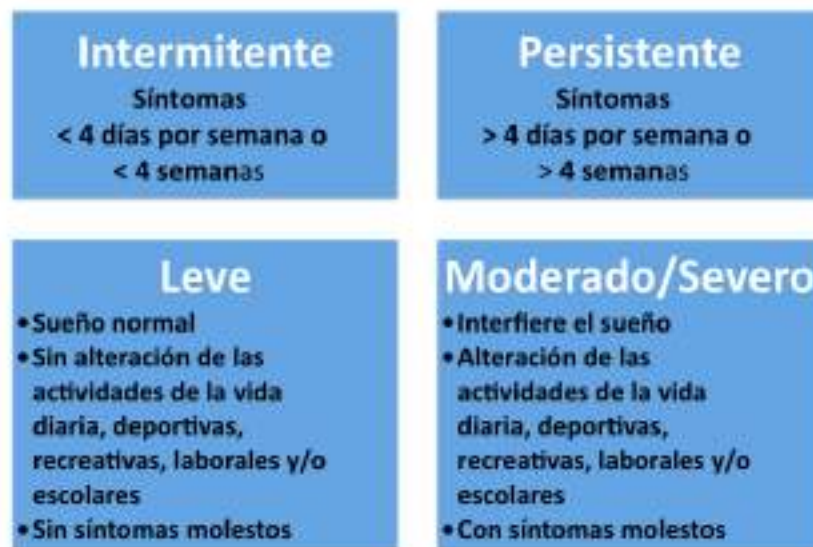 Intermitente
Síntomas
< 4 días por semana o
< 4 semanas
Persistente
Síntomas
> 4 días por semana o
> 4 semanas
Leve
•Sueño normal
•Sin alteración de las
actividades de la vida
diaria, deportivas,
recreativas, laborales y/o
escolares
•Sin síntomas molestos
Moderado/Severo
•Interfiere el sueño
•Alteración de las
actividades de la vida
diaria, deportivas,
recreativas, laborales y/o
escolares
•Con síntomas molestos